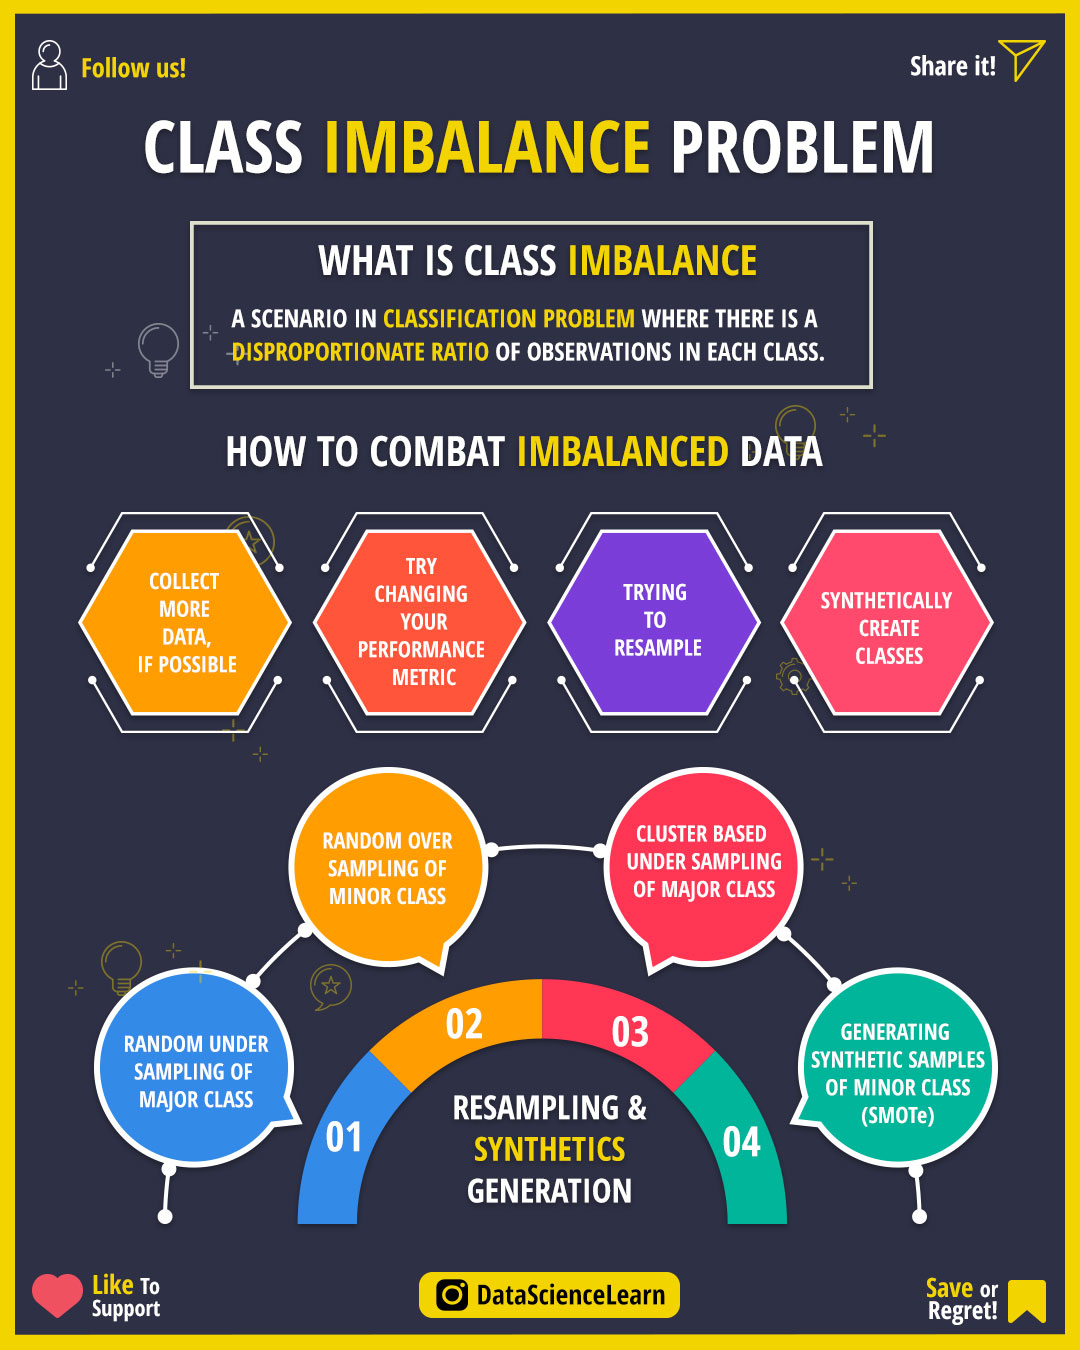 Follow us!
Share it!
CLASS IMBALANCE PROBLEM
WHAT IS CLASS IMBALANCE
A SCENARIO IN CLASSIFICATION PROBLEM WHERE THERE IS A
DISPROPORTIONATE RATIO OF OBSERVATIONS IN EACH CLASS.
HOW TO COMBAT IMBALANCED DATA
COLLECT
MORE
DATA,
IF POSSIBLE
TRY
CHANGING
YOUR
PERFORMANCE
METRIC
TRYING
TO
RESAMPLE
SYNTHETICALLY
CREATE
CLASSES
RANDOM OVER
SAMPLING OF
MINOR CLASS
CLUSTER BASED
UNDER SAMPLING
OF MAJOR CLASS
RANDOM UNDER
SAMPLING OF
MAJOR CLASS
GENERATING
SYNTHETIC SAMPLES
OF MINOR CLASS
(SMOTe)
01
02
03
04
RESAMPLING &
SYNTHETICS
GENERATION
Like To
Support
DataScienceLearn
Save or
Regret!